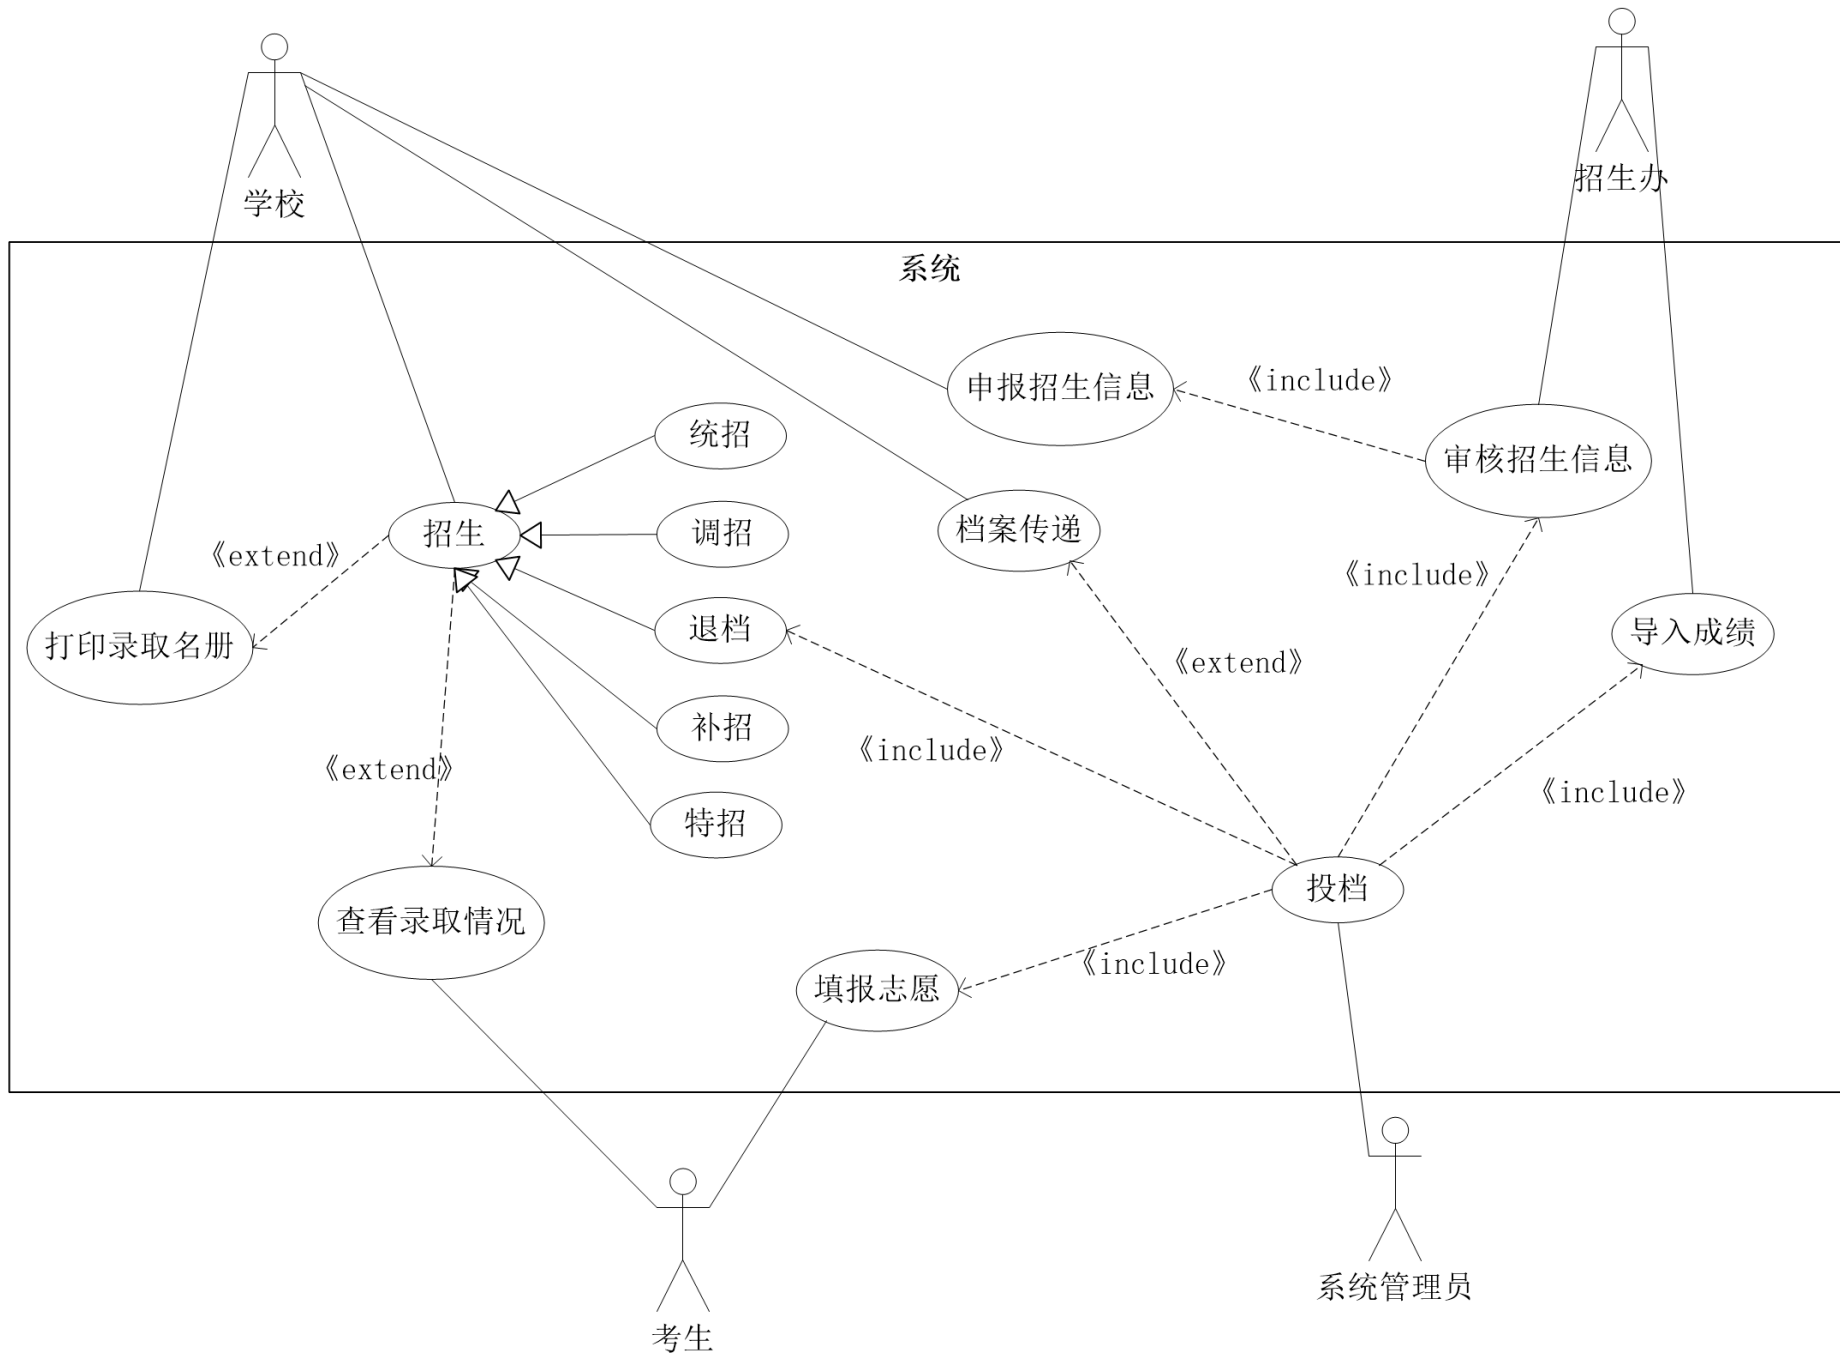 学校
招生办
系统
申报招生信息
《include》
统招
审核招生信息
招生
调招
档案传递
《extend》
《include》
打印录取名册
退档
导入成绩
《extend》
补招
《include》
《extend》
《include》
特招
投档
查看录取情况
《include》
填报志愿
系统管理员
考生